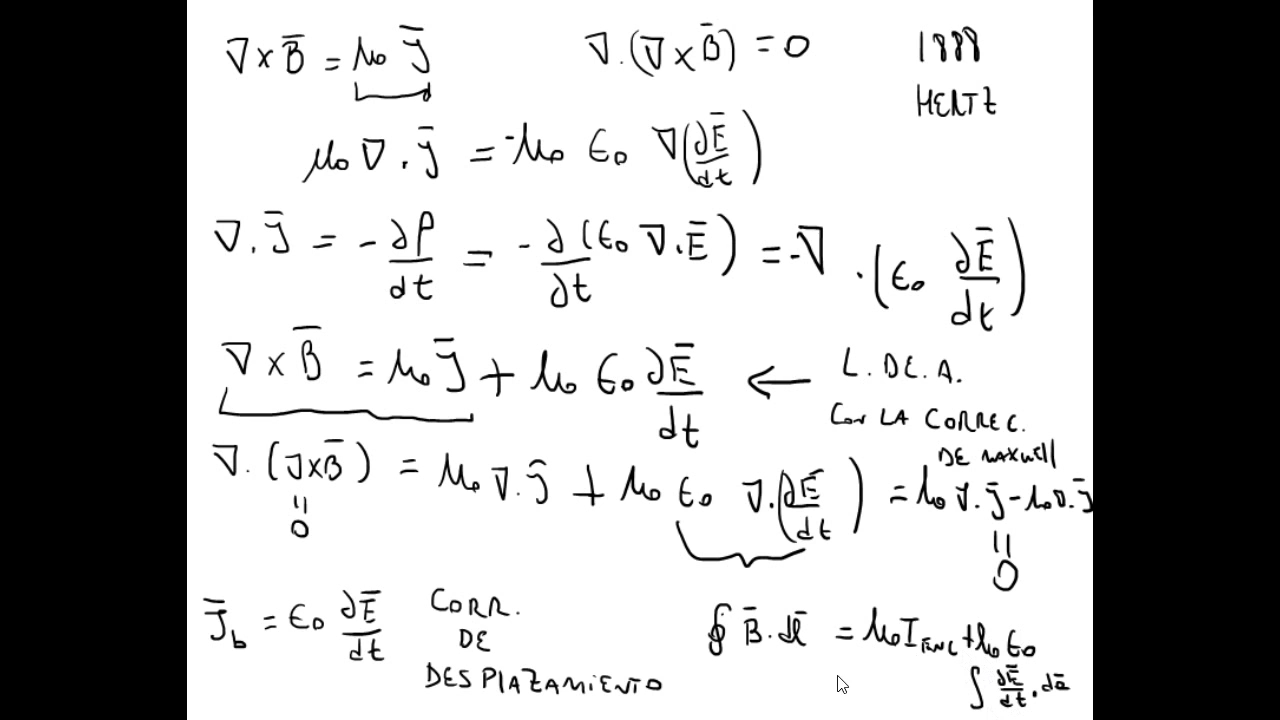 ∇×B̄ = μ₀ J̄    ∇.(∇×B̄) = 0    1888
HERTZ
μ₀ ∇.J̄ = -μ₀ ε₀ ∇(∂Ē/dt)
∇.J̄ = -∂ρ/dt = -∂/∂t (ε₀ ∇.Ē) = -∇.(ε₀ ∂Ē/dt)
∇×B̄ = μ₀ J̄ + μ₀ ε₀ ∂Ē/dt ← L. DE. A.
CON LA CORREC.
DE MAXWELL
∇.(∇×B̄) = μ₀ ∇.J̄ + μ₀ ε₀ ∇.(∂Ē/dt) = μ₀ ∇.J̄ - μ₀ ∇.J̄
= 0    = 0
J̄b = ε₀ ∂Ē/dt    CORR.
DE
DESPLAZAMIENTO
∮ B̄.dl̄ = μ₀ I ENC + μ₀ ε₀
∫ ∂Ē/dt . dā